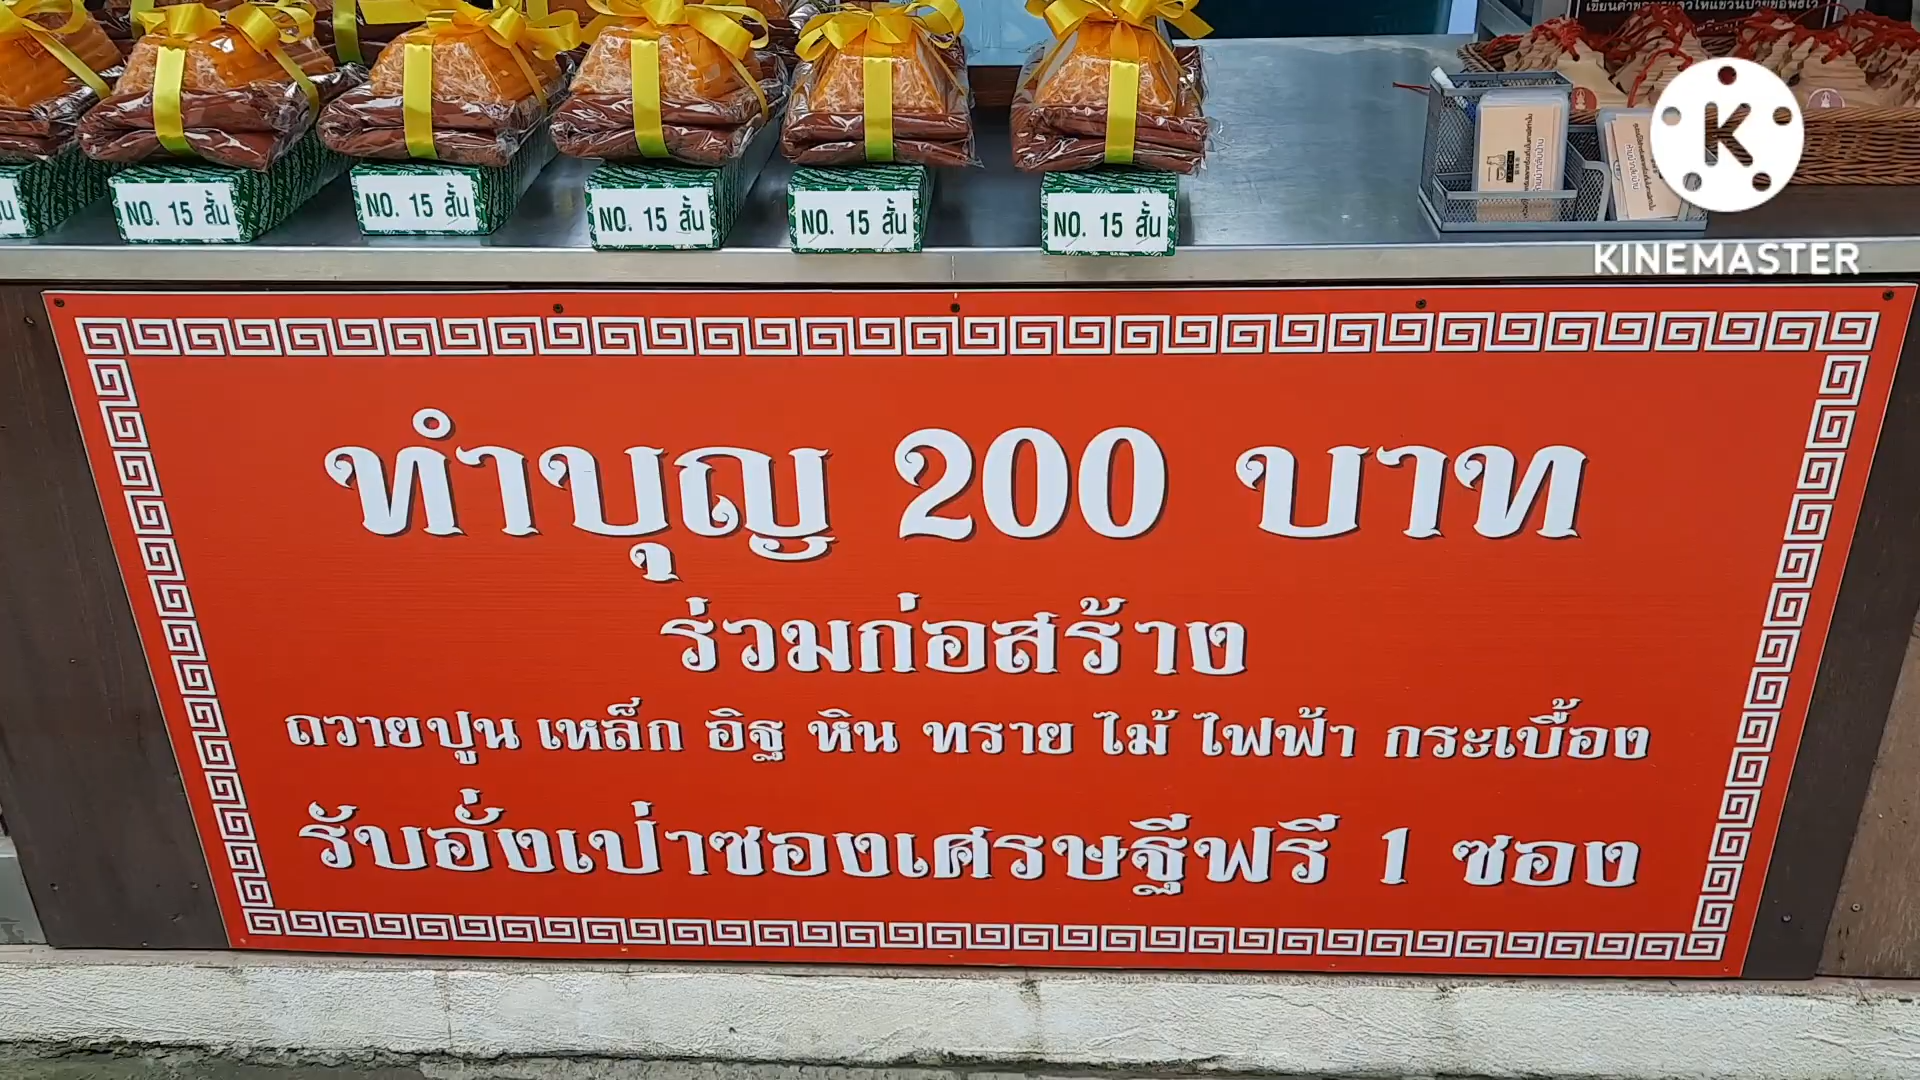 NO. 15 สั้น
NO. 15 สั้น
NO. 15 สั้น
NO. 15 สั้น
NO. 15 สั้น
KINEMASTER
ทำบุญ 200 บาท
ร่วมก่อสร้าง
ถวายปูน เหล็ก อิฐ หิน ทราย ไม้ ไฟฟ้า กระเบื้อง
รับอั่งเปาซองเศรษฐีฟรี 1 ซอง